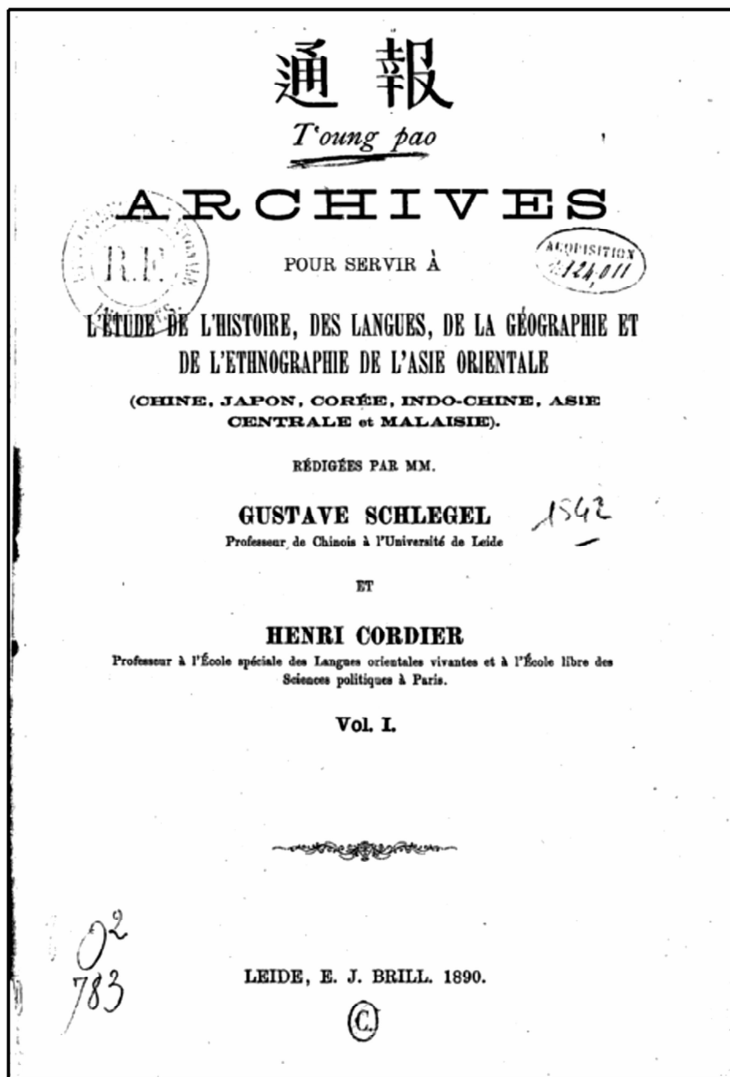 通報
T'oung pao
ARCHIVES
R.F.
POUR SERVIR À
ACQUISITION
124,011
L'ÉTUDE DE L'HISTOIRE, DES LANGUES, DE LA GÉOGRAPHIE ET
DE L'ETHNOGRAPHIE DE L'ASIE ORIENTALE
(CHINE, JAPON, CORÉE, INDO-CHINE, ASIE
CENTRALE et MALAISIE).
RÉDIGÉES PAR MM.
GUSTAVE SCHLEGEL
1542
Professeur de Chinois à l'Université de Leide
ET
HENRI CORDIER
Professeur à l'École spéciale des Langues orientales vivantes et à l'École libre des
Sciences politiques à Paris.
Vol. I.
O²
783
LEIDE, E. J. BRILL. 1890.
C.